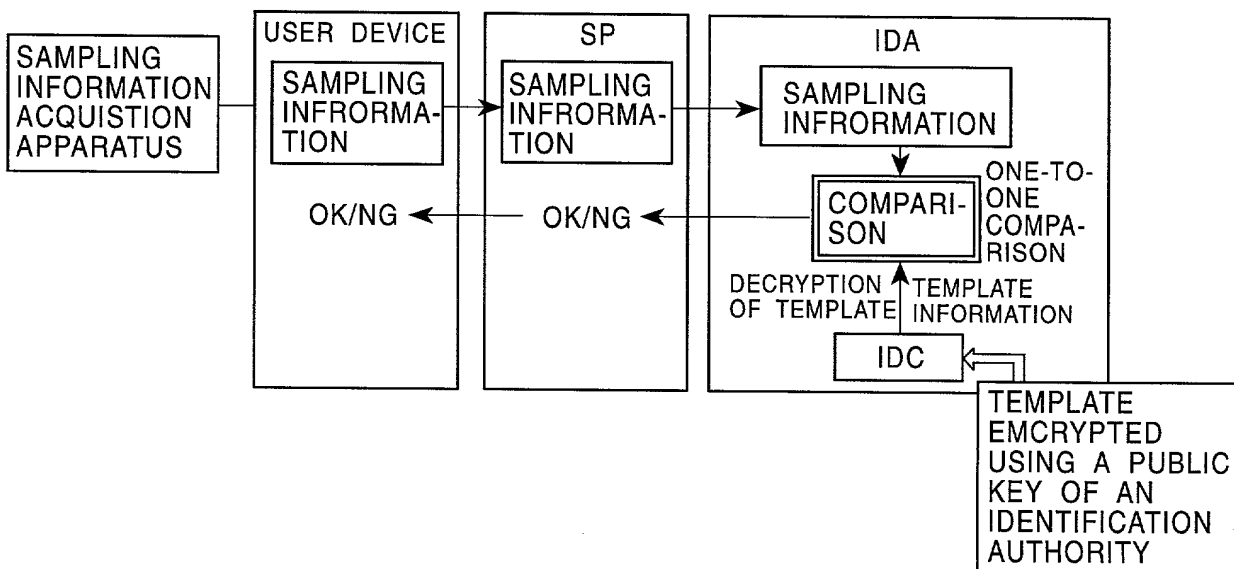 SAMPLING
INFORMATION
ACQUISTION
APPARATUS
USER DEVICE
SAMPLING
INFRORMA-
TION
OK/NG
SP
SAMPLING
INFRORMA-
TION
OK/NG
IDA
SAMPLING
INFRORMATION
COMPARI-
SON
ONE-TO-
ONE
COMPA-
RISON
DECRYPTION
OF TEMPLATE
TEMPLATE
INFORMATION
IDC
TEMPLATE
EMCRYPTED
USING A PUBLIC
KEY OF AN
IDENTIFICATION
AUTHORITY